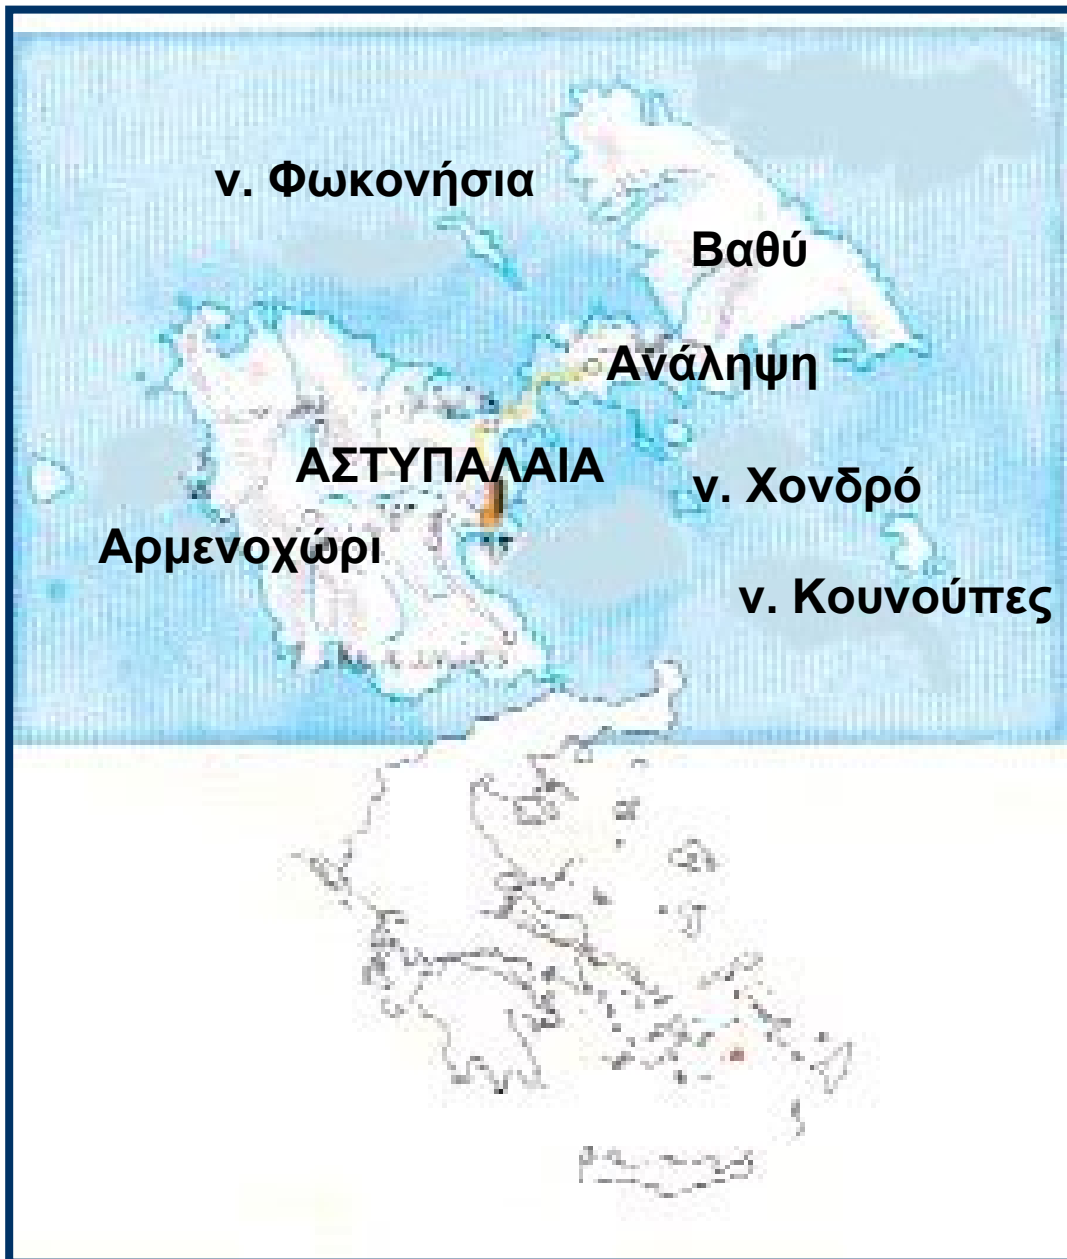 ν. Φωκονήσια
Βαθύ
Ανάληψη
ΑΣΤΥΠΑΛΑΙΑ
ν. Χονδρό
Αρμενοχώρι
ν. Κουνούπες